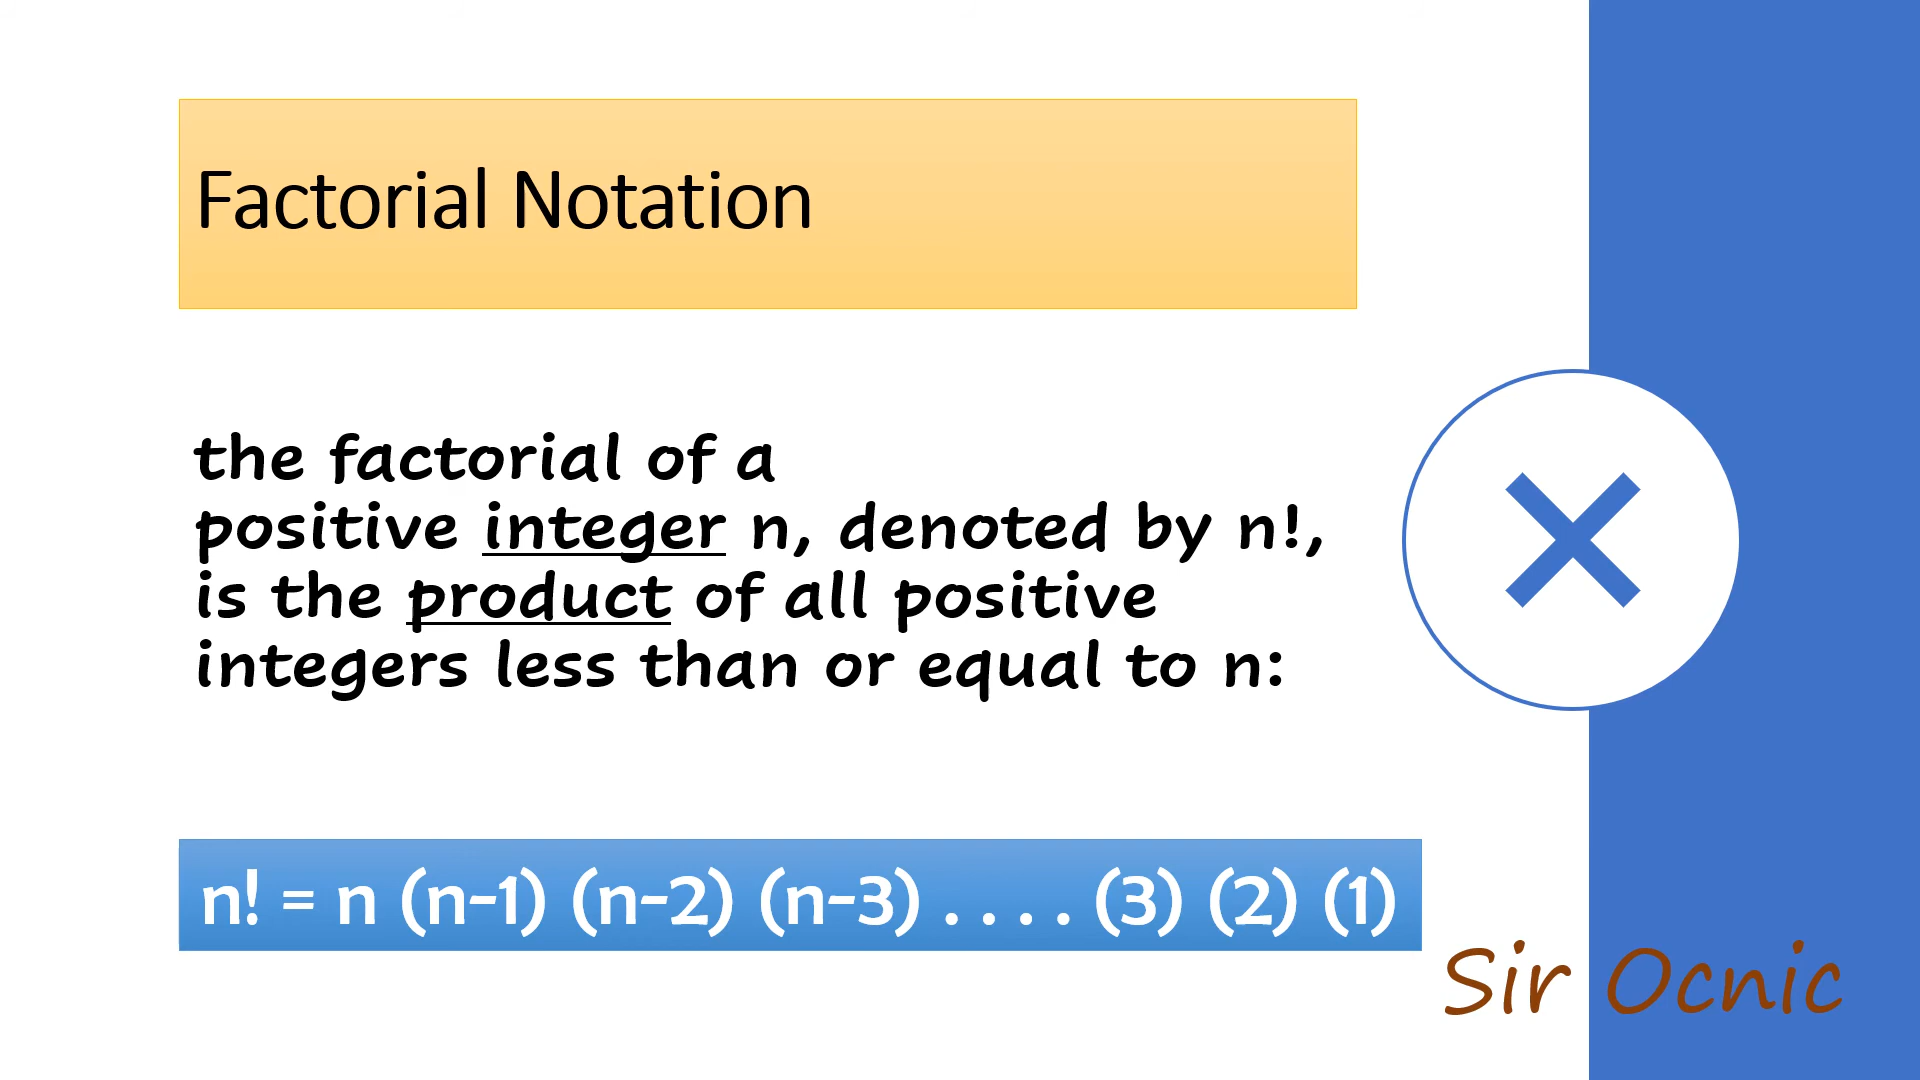 Factorial Notation
the factorial of a
positive integer n, denoted by n!,
is the product of all positive
integers less than or equal to n:
n! = n (n-1) (n-2) (n-3) . . . . (3) (2) (1)
Sir Ocnic